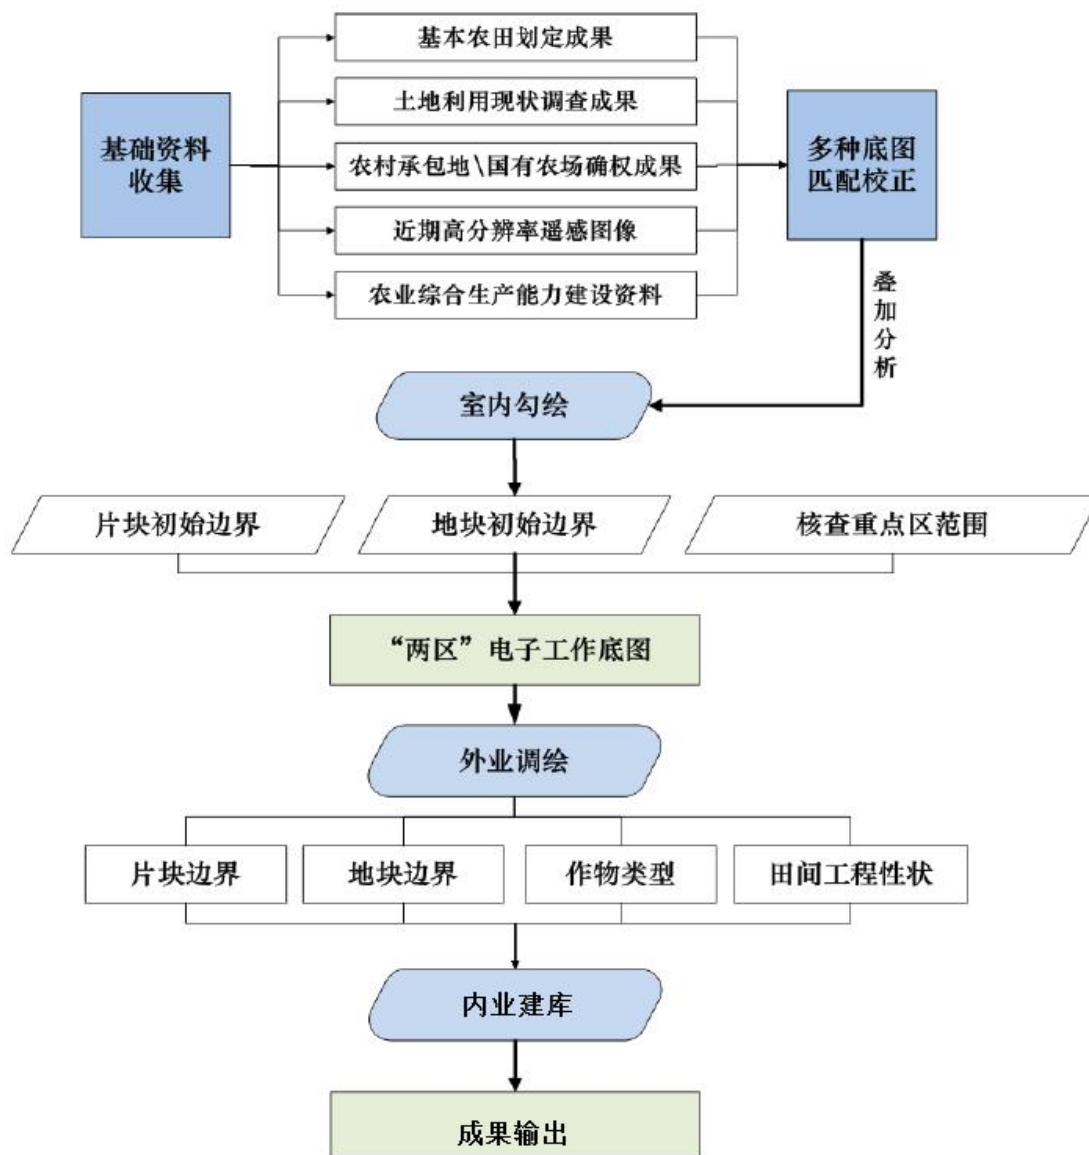 基本农田划定成果
土地利用现状调查成果
基础资料
收集
农村承包地\国有农场确权成果
多种底图
匹配校正
近期高分辨率遥感图像
农业综合生产能力建设资料
叠加分析
室内勾绘
片块初始边界
地块初始边界
核查重点区范围
“两区”电子工作底图
外业调绘
片块边界
地块边界
作物类型
田间工程性状
内业建库
成果输出